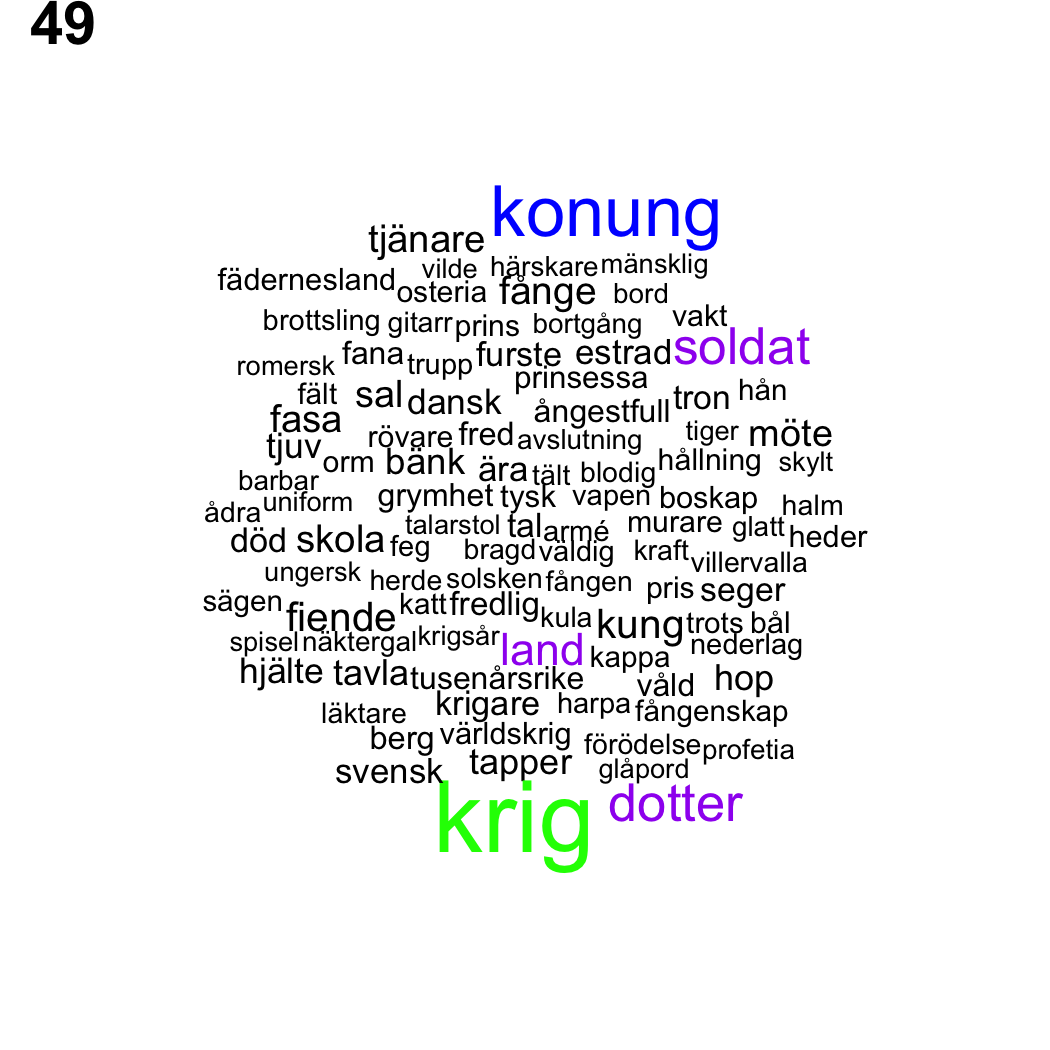 49
konung
tjänare
vilde härskare mänsklig
fädernesland osteria fånge bord
brottsling gitarr prins bortgång vakt
romersk fana trupp furste estrad soldat
fält sal dansk prinsessa tron hån
fasa ångestfull
tjuv rövare fred avslutning tiger möte
orm bänk ära tält blodig hållning skylt
barbar
ådra uniform grymhet tysk vapen boskap halm
talarstol tal armé murare glatt heder
död skola feg bragd väldig kraft villervalla
ungersk herde solsken fången pris seger
sägen fiende katt fredlig kula kung trots bål
spisel näktergal krigsår land kappa nederlag
hjälte tavla tusenårsrike våld hop
läktare krigare harpa fångenskap
berg världskrig förödelse profetia
svensk tapper glåpord
krig dotter